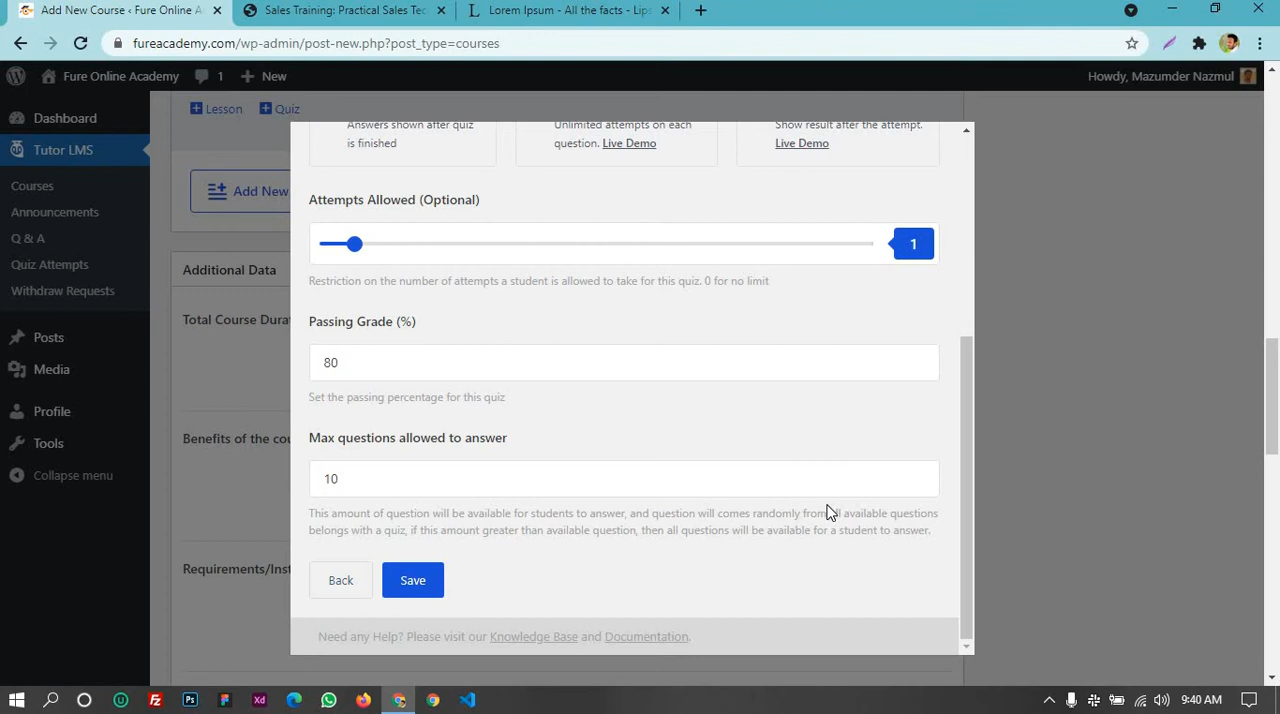 Add New Course ‹ Fure Online A
Sales Training: Practical Sales Tec
Lorem Ipsum - All the facts - Lips
fureacademy.com/wp-admin/post-new.php?post_type=courses
Fure Online Academy
1
New
Howdy, Mazumder Nazmul
Dashboard
Tutor LMS
Courses
Announcements
Q & A
Quiz Attempts
Withdraw Requests
Posts
Media
Profile
Tools
Collapse menu
Lesson
Quiz
Add New
Additional Data
Total Course Durat
Benefits of the cou
Requirements/Inst
Answers shown after quiz
is finished
Unlimited attempts on each
question. Live Demo
Show result after the attempt.
Live Demo
Attempts Allowed (Optional)
1
Restriction on the number of attempts a student is allowed to take for this quiz. 0 for no limit
Passing Grade (%)
80
Set the passing percentage for this quiz
Max questions allowed to answer
10
This amount of question will be available for students to answer, and question will comes randomly from all available questions
belongs with a quiz, if this amount greater than available question, then all questions will be available for a student to answer.
Back
Save
Need any Help? Please visit our Knowledge Base and Documentation.
9:40 AM